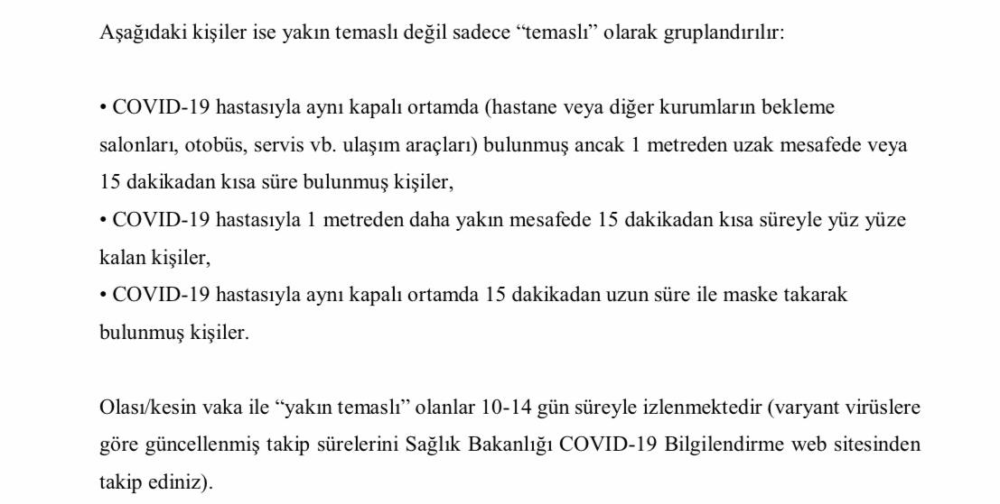 Aşağıdaki kişiler ise yakın temaslı değil sadece “temaslı” olarak gruplandırılır:
• COVID-19 hastasıyla aynı kapalı ortamda (hastane veya diğer kurumların bekleme
salonları, otobüs, servis vb. ulaşım araçları) bulunmuş ancak 1 metreden uzak mesafede veya
15 dakikadan kısa süre bulunmuş kişiler,
• COVID-19 hastasıyla 1 metreden daha yakın mesafede 15 dakikadan kısa süreyle yüz yüze
kalan kişiler,
• COVID-19 hastasıyla aynı kapalı ortamda 15 dakikadan uzun süre ile maske takarak
bulunmuş kişiler.
Olası/kesin vaka ile “yakın temaslı” olanlar 10-14 gün süreyle izlenmektedir (varyant virüslere
göre güncellenmiş takip sürelerini Sağlık Bakanlığı COVID-19 Bilgilendirme web sitesinden
takip ediniz).